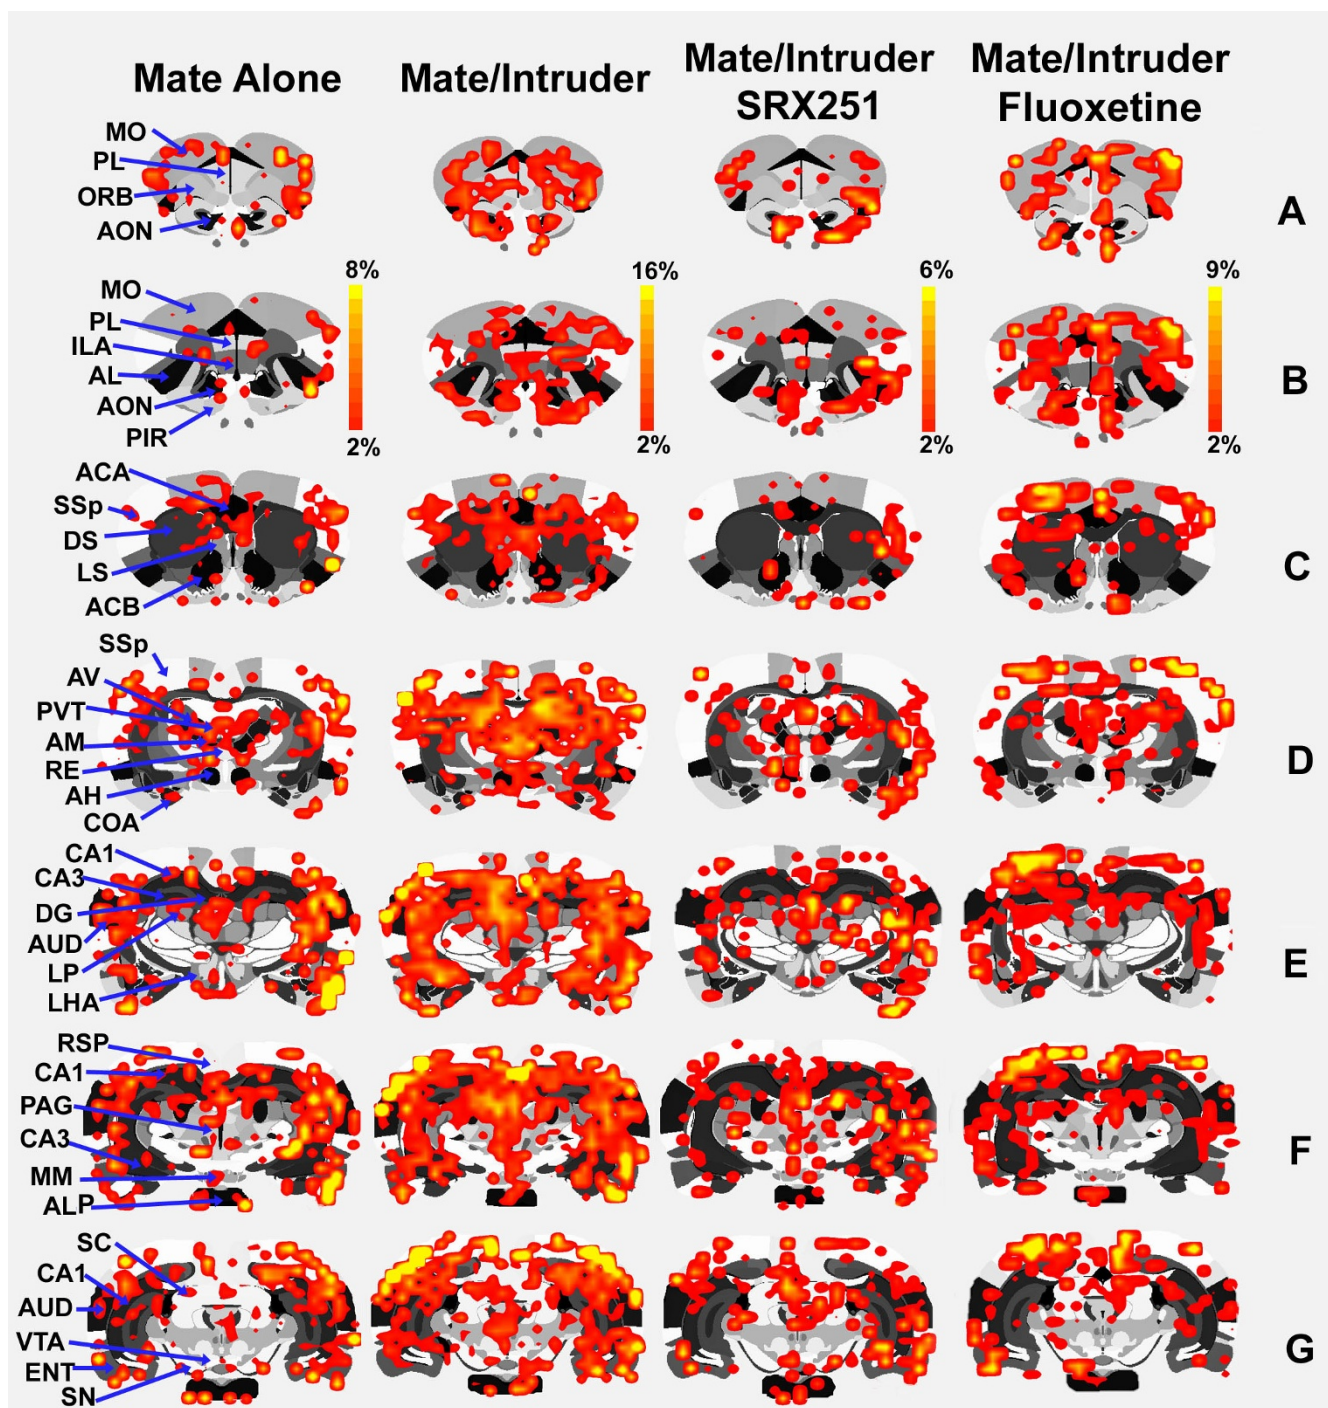 Mate Alone
Mate/Intruder
Mate/Intruder
SRX251
Mate/Intruder
Fluoxetine
MO
PL
ORB
AON
A
8%
16%
6%
9%
MO
PL
ILA
AL
AON
PIR
2%
2%
2%
2%
B
ACA
SSp
DS
LS
ACB
C
SSp
AV
PVT
AM
RE
AH
COA
D
CA1
CA3
DG
AUD
LP
LHA
E
RSP
CA1
PAG
CA3
MM
ALP
F
SC
CA1
AUD
VTA
ENT
SN
G